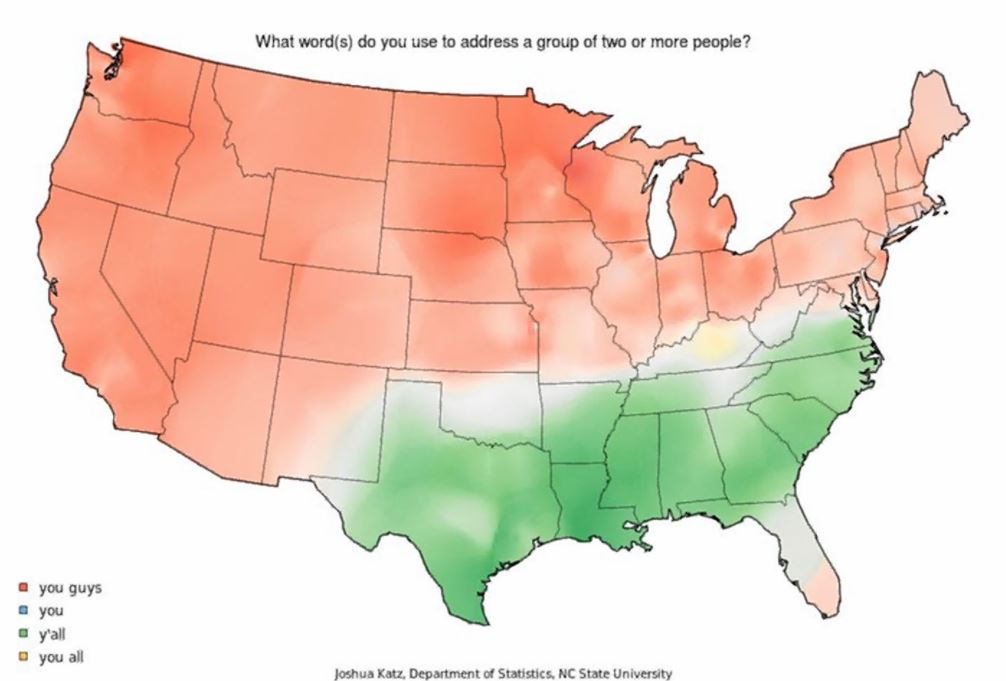 What word(s) do you use to address a group of two or more people?
you guys
you
y'all
you all
Joshua Katz, Department of Statistics, NC State University